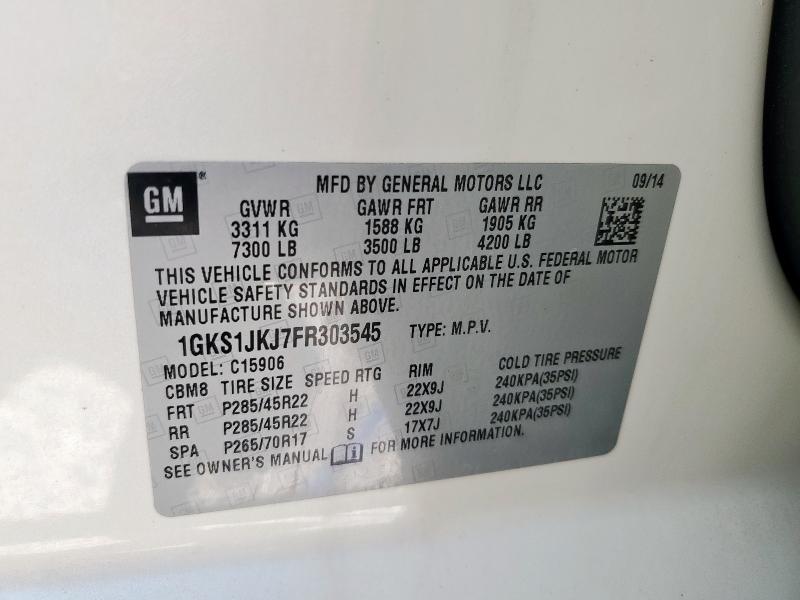 GM®
MFD BY GENERAL MOTORS LLC 09/14
GVWR GAWR FRT GAWR RR
3311 KG 1588 KG 1905 KG
7300 LB 3500 LB 4200 LB
THIS VEHICLE CONFORMS TO ALL APPLICABLE U.S. FEDERAL MOTOR
VEHICLE SAFETY STANDARDS IN EFFECT ON THE DATE OF
MANUFACTURE SHOWN ABOVE.
1GKS1JKJ7FR303545 TYPE: M.P.V.
MODEL: C15906
CBM8 TIRE SIZE SPEED RTG RIM COLD TIRE PRESSURE
FRT P285/45R22 H 22X9J 240KPA(35PSI)
RR P285/45R22 H 22X9J 240KPA(35PSI)
SPA P265/70R17 S 17X7J 240KPA(35PSI)
SEE OWNER'S MANUAL i FOR MORE INFORMATION.